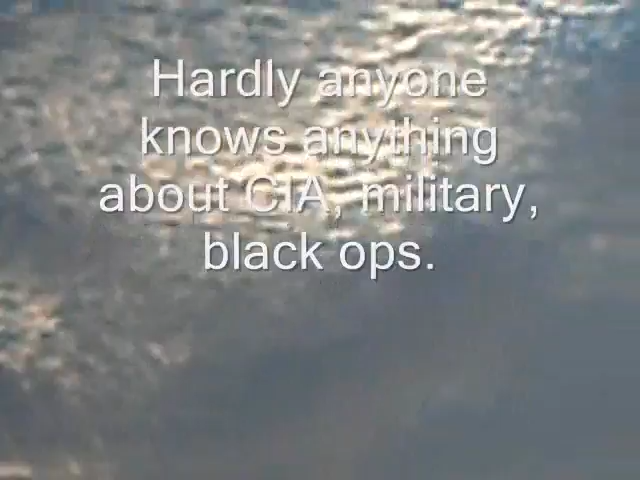 Hardly anyone
knows anything
about CIA, military,
black ops.